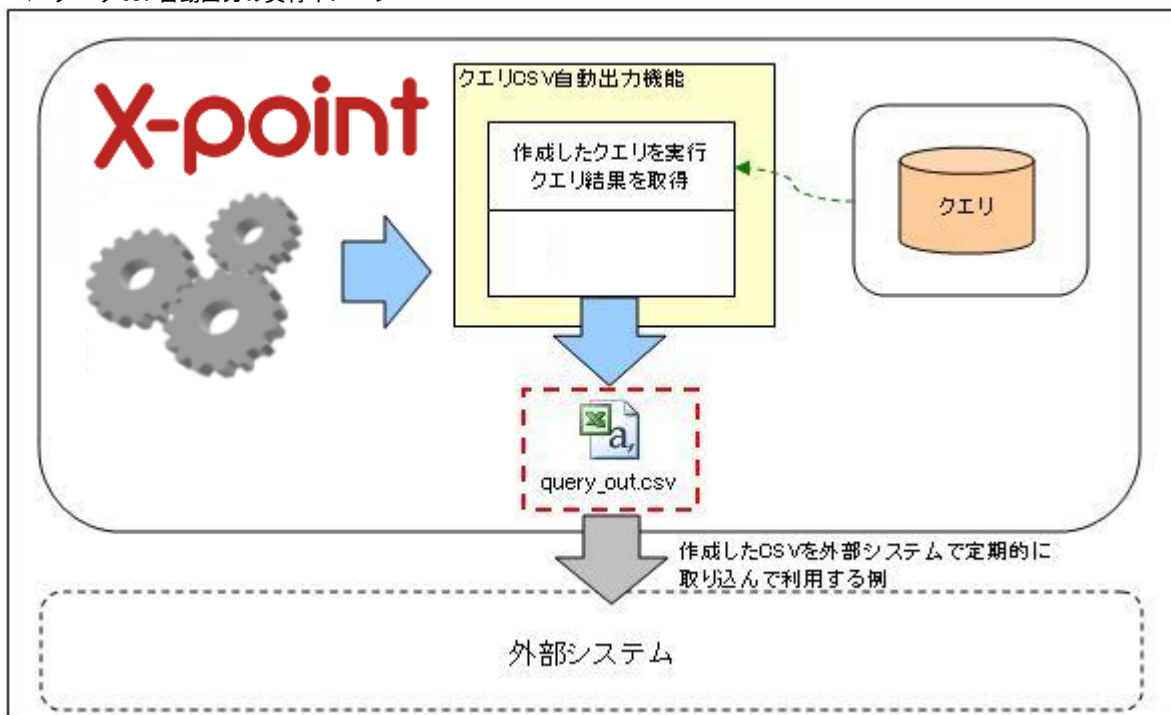 X-point
クエリCSV自動出力機能
作成したクエリを実行
クエリ結果を取得
クエリ
query_out.csv
作成したCSVを外部システムで定期的に
取り込んで利用する例
外部システム